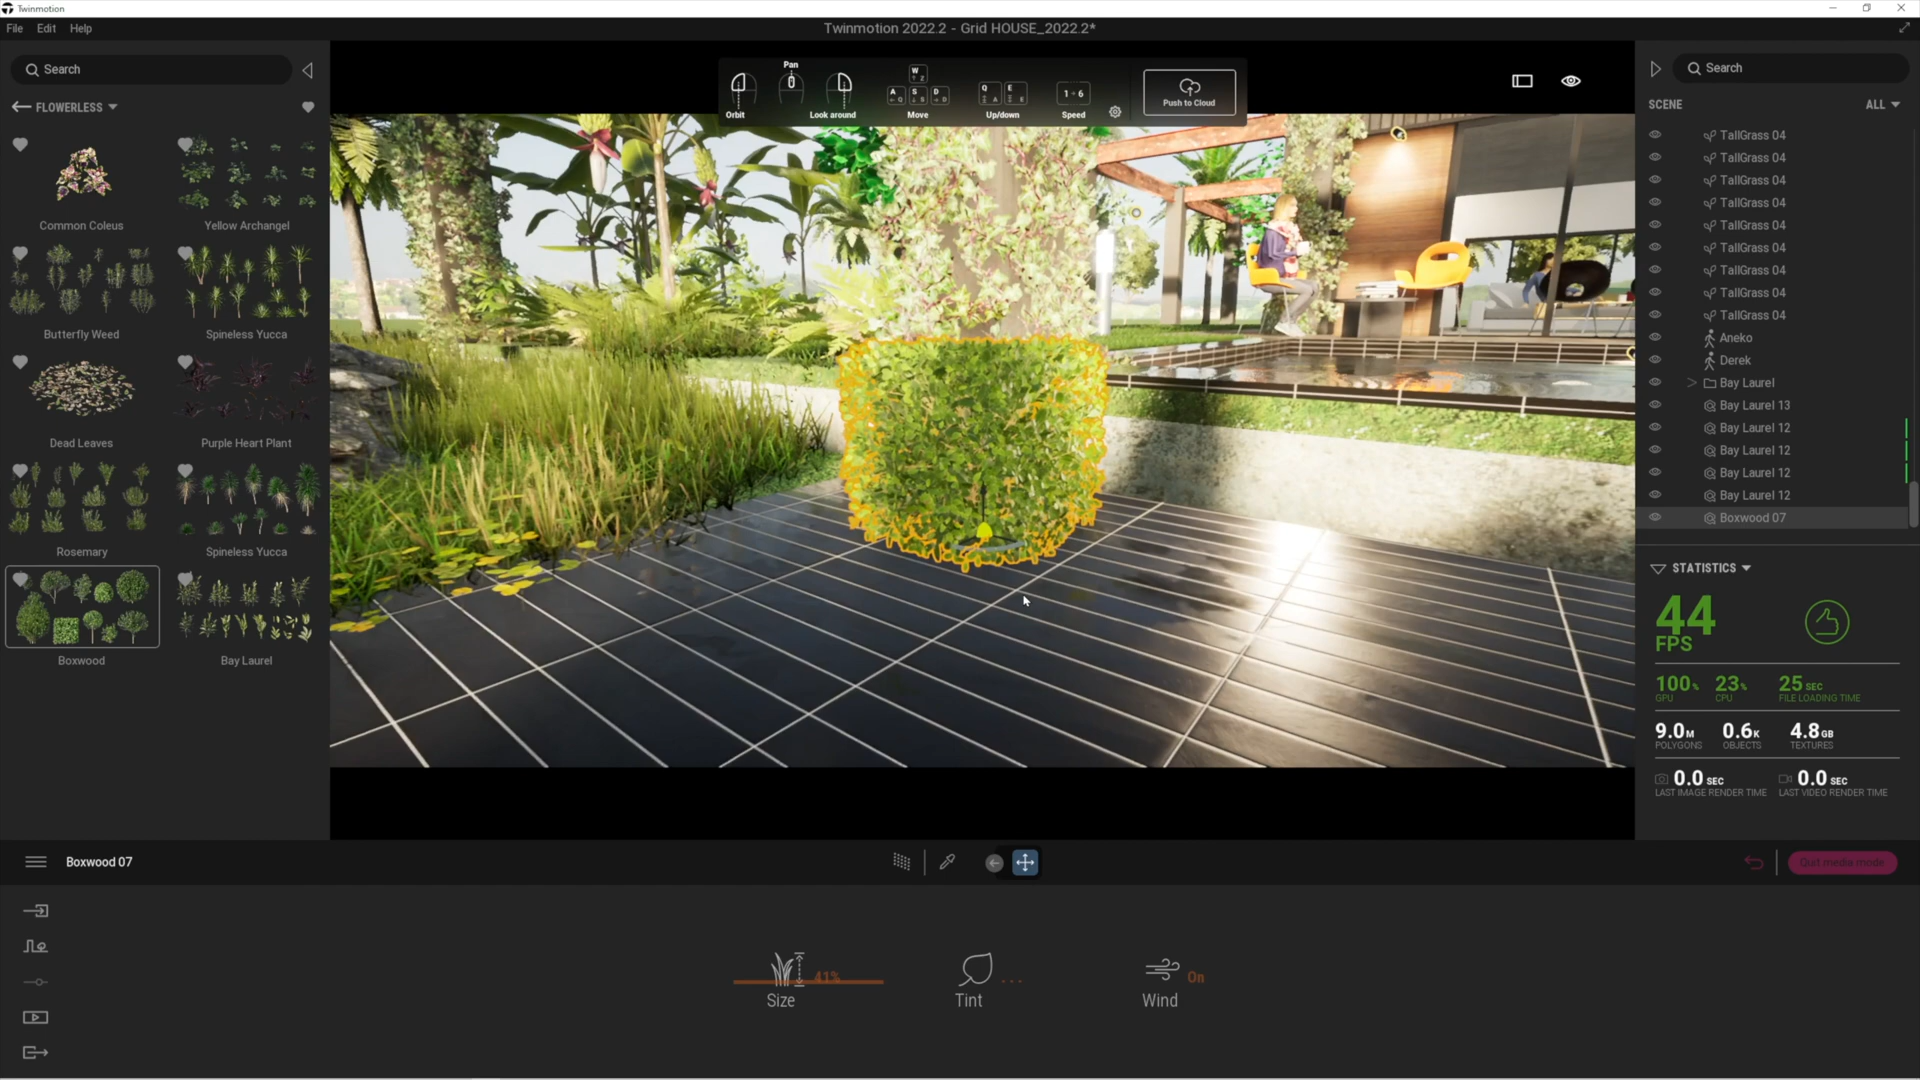 Twinmotion
File Edit Help
Twinmotion 2022.2 - Grid HOUSE_2022.2*
Search
FLOWERLESS
Common Coleus
Yellow Archangel
Butterfly Weed
Spineless Yucca
Dead Leaves
Purple Heart Plant
Rosemary
Spineless Yucca
Boxwood
Bay Laurel
Pan
Orbit
Look around
W
A S D
Move
Q E
Up/down
1 6
Speed
Push to Cloud
Search
SCENE
ALL
TallGrass 04
TallGrass 04
TallGrass 04
TallGrass 04
TallGrass 04
TallGrass 04
TallGrass 04
TallGrass 04
TallGrass 04
Aneko
Derek
Bay Laurel
Bay Laurel 13
Bay Laurel 12
Bay Laurel 12
Bay Laurel 12
Bay Laurel 12
Boxwood 07
STATISTICS
44
FPS
100% 23% 25 SEC
GPU CPU FILE LOADING TIME
9.0M 0.6K 4.8GB
POLYGONS OBJECTS TEXTURES
0.0 SEC 0.0 SEC
LAST IMAGE RENDER TIME LAST VIDEO RENDER TIME
Boxwood 07
Quit media mode
41%
Size
...
Tint
On
Wind